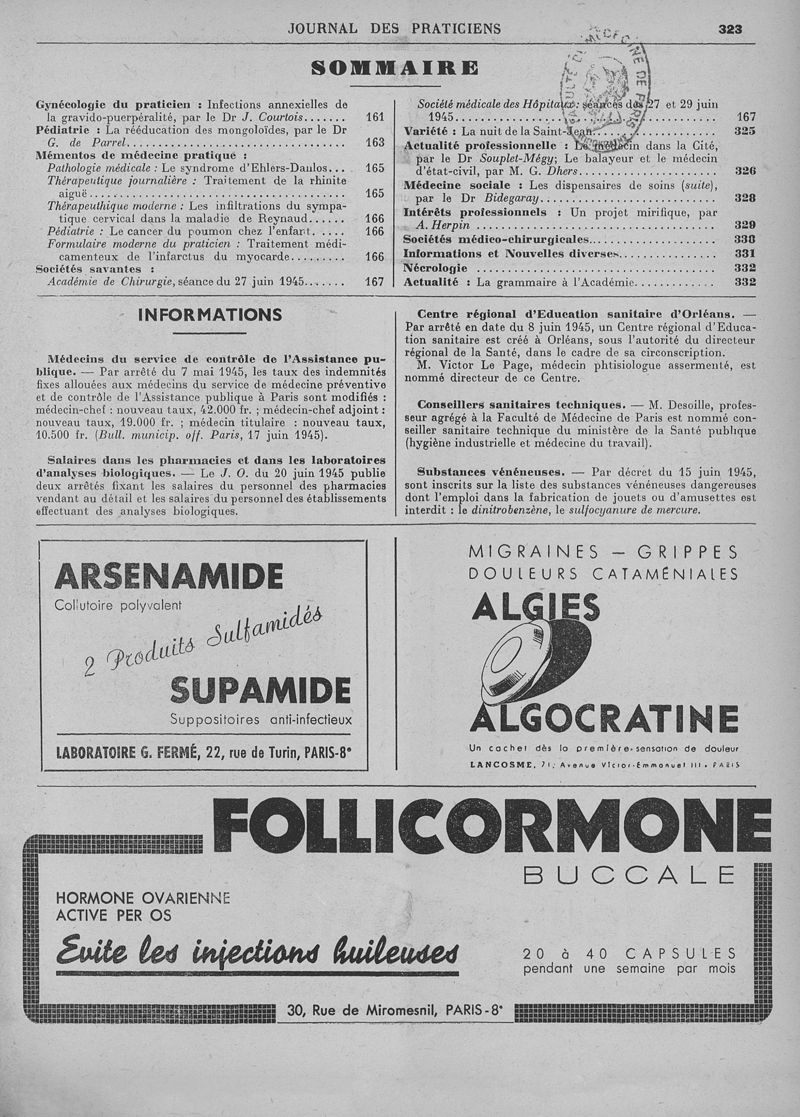 JOURNAL DES PRATICIENS 323
SOMMAIRE
Gynécologie du praticien : Infections annexielles de
la gravido-puerpéralité, par le Dr J. Courtois....... 161
Pédiatrie : La rééducation des mongoloïdes, par le Dr
G. de Parrel.................................. 163
Mémentos de médecine pratique :
Pathologie médicale : Le syndrome d'Ehlers-Danlos... 165
Thérapeutique journalière : Traitement de la rhinite
aiguë....................................... 165
Thérapeuthique moderne : Les infiltrations du sympa-
tique cervical dans la maladie de Reynaud...... 166
Pédiatrie : Le cancer du poumon chez l'enfant..... 166
Formulaire moderne du praticien : Traitement médi-
camenteux de l'infarctus du myocarde......... 166
Sociétés savantes :
Académie de Chirurgie, séance du 27 juin 1945....... 167
Société médicale des Hôpitaux : séances des 27 et 29 juin
1945....................................... 167
Variété : La nuit de la Saint-Jean.................. 325
Actualité professionnelle : Le médecin dans la Cité,
par le Dr Souplet-Mégy; Le balayeur et le médecin
d'état-civil, par M. G. Dhers..................... 326
Médecine sociale : Les dispensaires de soins (suite),
par le Dr Bidegaray........................... 328
Intérêts professionnels : Un projet mirifique, par
A. Herpin .................................... 329
Sociétés médico-chirurgicales................... 330
Informations et Nouvelles diverses............... 331
Nécrologie .................................... 332
Actualité : La grammaire à l'Académie............. 332
INFORMATIONS
Médecins du service de contrôle de l'Assistance pu-
blique. — Par arrêté du 7 mai 1945, les taux des indemnités
fixes allouées aux médecins du service de médecine préventive
et de contrôle de l'Assistance publique à Paris sont modifiés :
médecin-chef : nouveau taux, 42.000 fr. ; médecin-chef adjoint :
nouveau taux, 19.000 fr. ; médecin titulaire : nouveau taux,
10.500 fr. (Bull. municip. off. Paris, 17 juin 1945).
Salaires dans les pharmacies et dans les laboratoires
d'analyses biologiques. — Le J. O. du 20 juin 1945 publie
deux arrêtés fixant les salaires du personnel des pharmacies
vendant au détail et les salaires du personnel des établissements
effectuant des analyses biologiques.
Centre régional d'Education sanitaire d'Orléans. —
Par arrêté en date du 8 juin 1945, un Centre régional d'Educa-
tion sanitaire est créé à Orléans, sous l'autorité du directeur
régional de la Santé, dans le cadre de sa circonscription.
M. Victor Le Page, médecin phtisiologue assermenté, est
nommé directeur de ce Centre.
Conseillers sanitaires techniques. — M. Desoille, profes-
seur agrégé à la Faculté de Médecine de Paris est nommé con-
seiller sanitaire technique du ministère de la Santé publique
(hygiène industrielle et médecine du travail).
Substances vénéneuses. — Par décret du 15 juin 1945,
sont inscrits sur la liste des substances vénéneuses dangereuses
dont l'emploi dans la fabrication de jouets ou d'amusettes est
interdit : le dinitrobenzène, le sulfocyanure de mercure.
ARSENAMIDE
Collutoire polyvalent
2 Produits Sulfamidés
SUPAMIDE
Suppositoires anti-infectieux
LABORATOIRE G. FERMÉ, 22, rue de Turin, PARIS-8e
MIGRAINES — GRIPPES
DOULEURS CATAMÉNIALES
ALGIES
ALGOCRATINE
Un cachet dès la première sensation de douleur
LANCOSME, 71, Avenue Victor-Emmanuel III - PARIS
FOLLICORMONE
BUCCALE
HORMONE OVARIENNE
ACTIVE PER OS
Evite les injections huileuses
20 à 40 CAPSULES
pendant une semaine par mois
30, Rue de Miromesnil, PARIS-8e